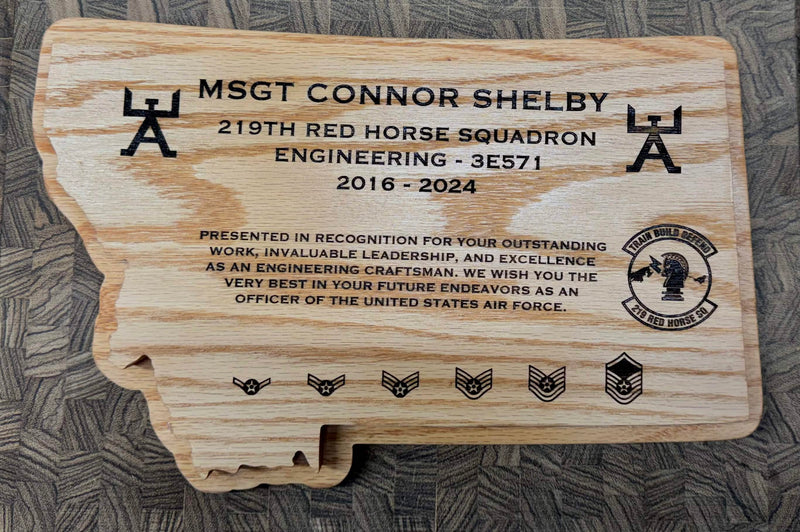 MSGT CONNOR SHELBY
219TH RED HORSE SQUADRON
ENGINEERING - 3E571
2016 - 2024
PRESENTED IN RECOGNITION FOR YOUR OUTSTANDING
WORK, INVALUABLE LEADERSHIP, AND EXCELLENCE
AS AN ENGINEERING CRAFTSMAN. WE WISH YOU THE
VERY BEST IN YOUR FUTURE ENDEAVORS AS AN
OFFICER OF THE UNITED STATES AIR FORCE.
TRAIN BUILD DEFEND
219 RED HORSE SQ